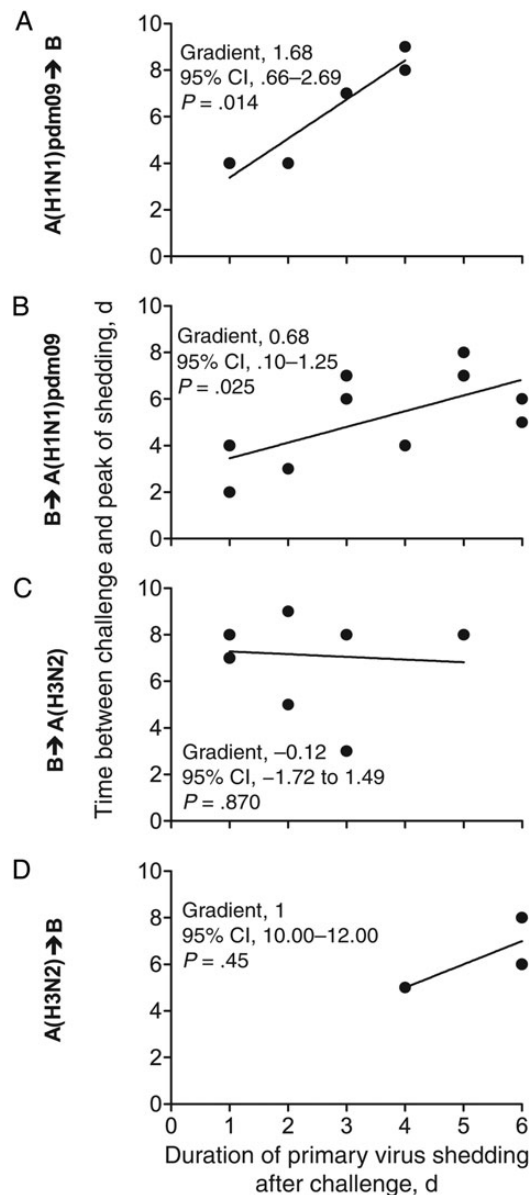 A
A(H1N1)pdm09➔B
10
8
6
4
2
0
Gradient, 1.68
95% CI, .66–2.69
P = .014
B
B➔A(H1N1)pdm09
Time between challenge and peak of shedding, d
10
8
6
4
2
0
Gradient, 0.68
95% CI, .10–1.25
P = .025
C
B➔A(H3N2)
10
8
6
4
2
0
Gradient, −0.12
95% CI, −1.72 to 1.49
P = .870
D
A(H3N2)➔B
10
8
6
4
2
0
Gradient, 1
95% CI, 10.00–12.00
P = .45
0 1 2 3 4 5 6
Duration of primary virus shedding
after challenge, d